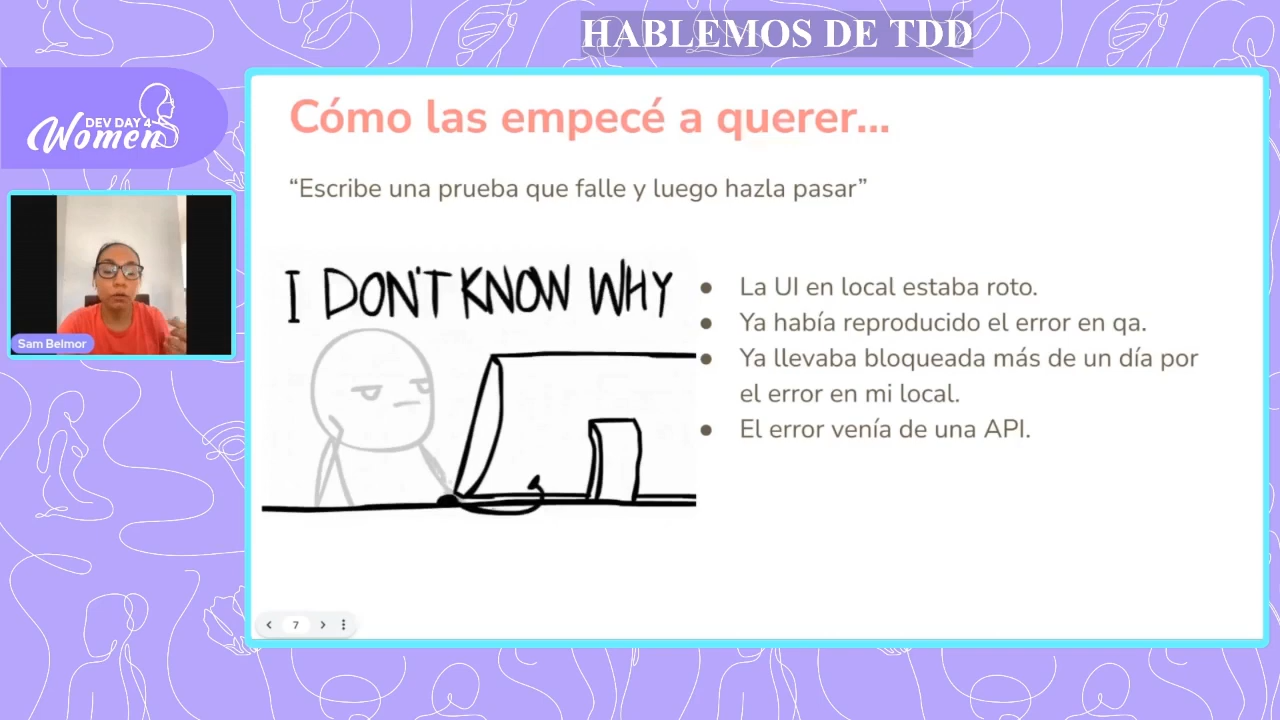 HABLEMOS DE TDD
DEV DAY 4
Women
Sam Belmor
Cómo las empecé a querer...
“Escribe una prueba que falle y luego hazla pasar”
I DON'T KNOW WHY
● La UI en local estaba roto.
● Ya había reproducido el error en qa.
● Ya llevaba bloqueada más de un día por
el error en mi local.
● El error venía de una API.
7